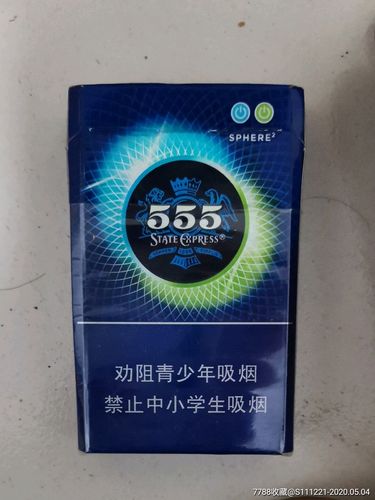 SPHERE²
555
STATE EXPRESS®
劝阻青少年吸烟
禁止中小学生吸烟
7788收藏@S111221-2020.05.04